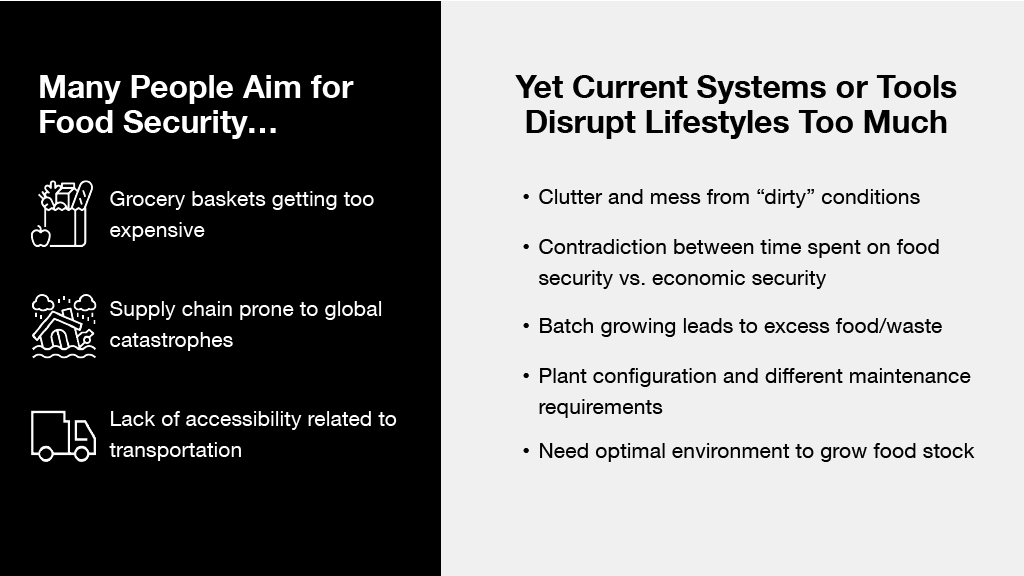 Many People Aim for
Food Security...
Grocery baskets getting too
expensive
Supply chain prone to global
catastrophes
Lack of accessibility related to
transportation
Yet Current Systems or Tools
Disrupt Lifestyles Too Much
• Clutter and mess from “dirty” conditions
• Contradiction between time spent on food
security vs. economic security
• Batch growing leads to excess food/waste
• Plant configuration and different maintenance
requirements
• Need optimal environment to grow food stock